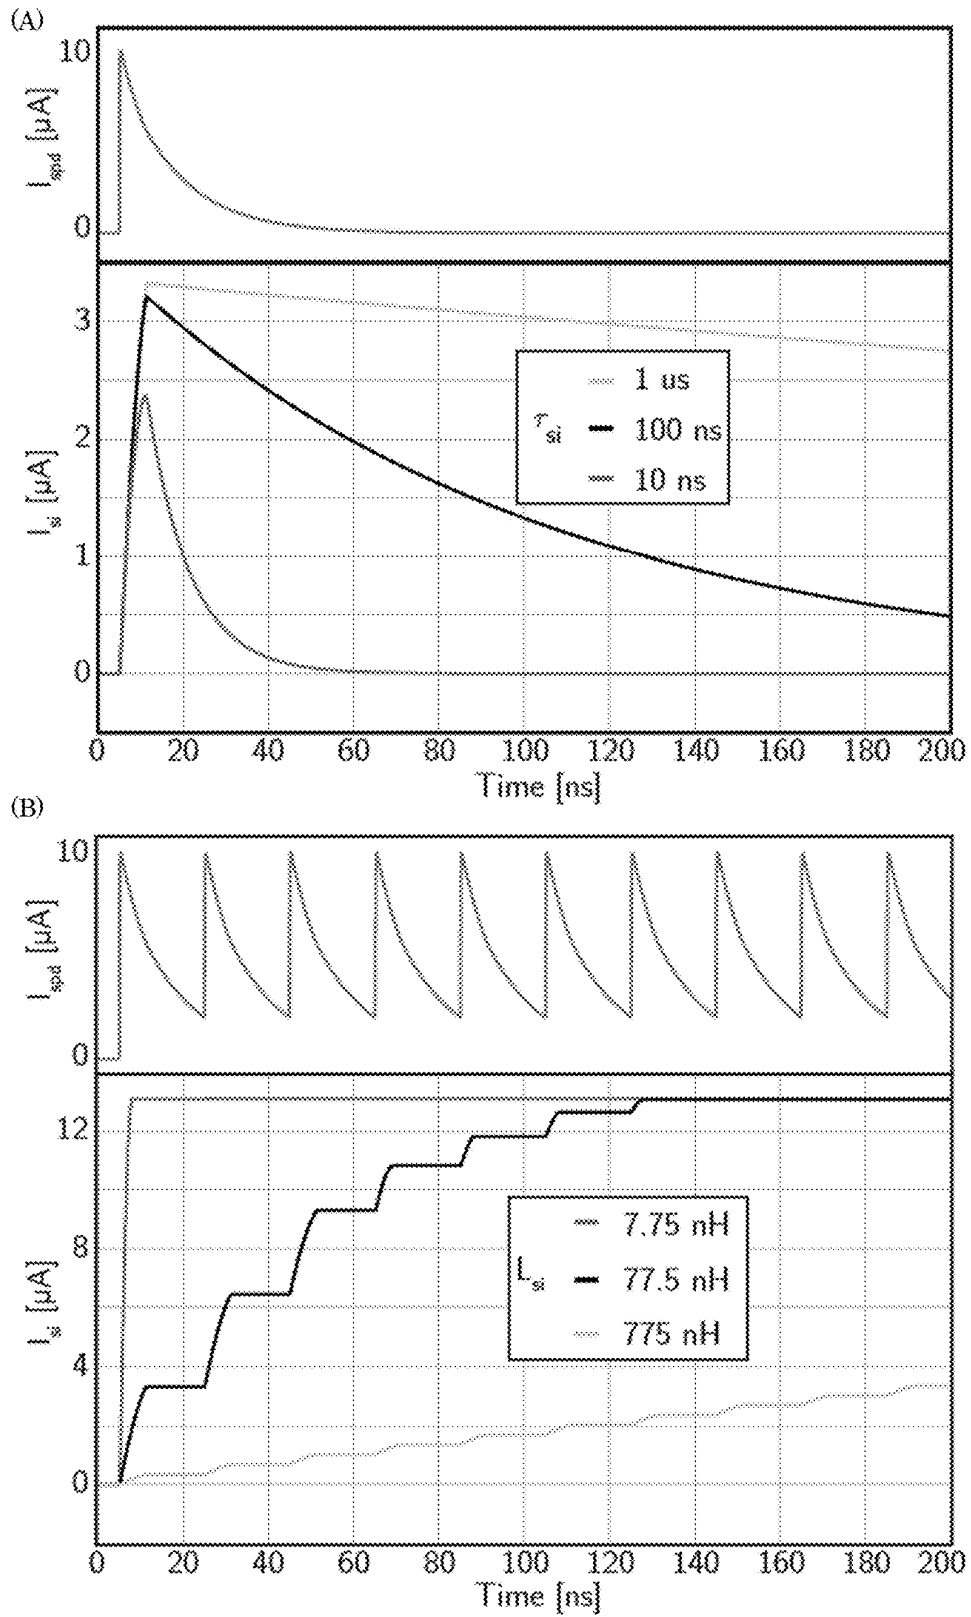 (A)
10
0
I_spd [μA]
3
2
1
0
I_si [μA]
1 us
τ_si 100 ns
10 ns
0 20 40 60 80 100 120 140 160 180 200
Time [ns]
(B)
10
0
I_spd [μA]
12
8
4
0
I_si [μA]
7.75 nH
L_si 77.5 nH
775 nH
0 20 40 60 80 100 120 140 160 180 200
Time [ns]